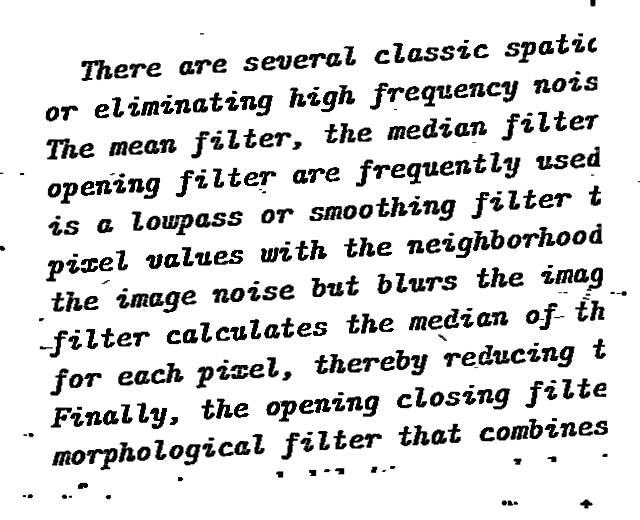 There are several classic spatic
or eliminating high frequency nois
The mean filter, the median filter
opening filter are frequently used
is a lowpass or smoothing filter t
pixel values with the neighborhood
the image noise but blurs the imag
filter calculates the median of th
for each pixel, thereby reducing t
Finally, the opening closing filte
morphological filter that combines